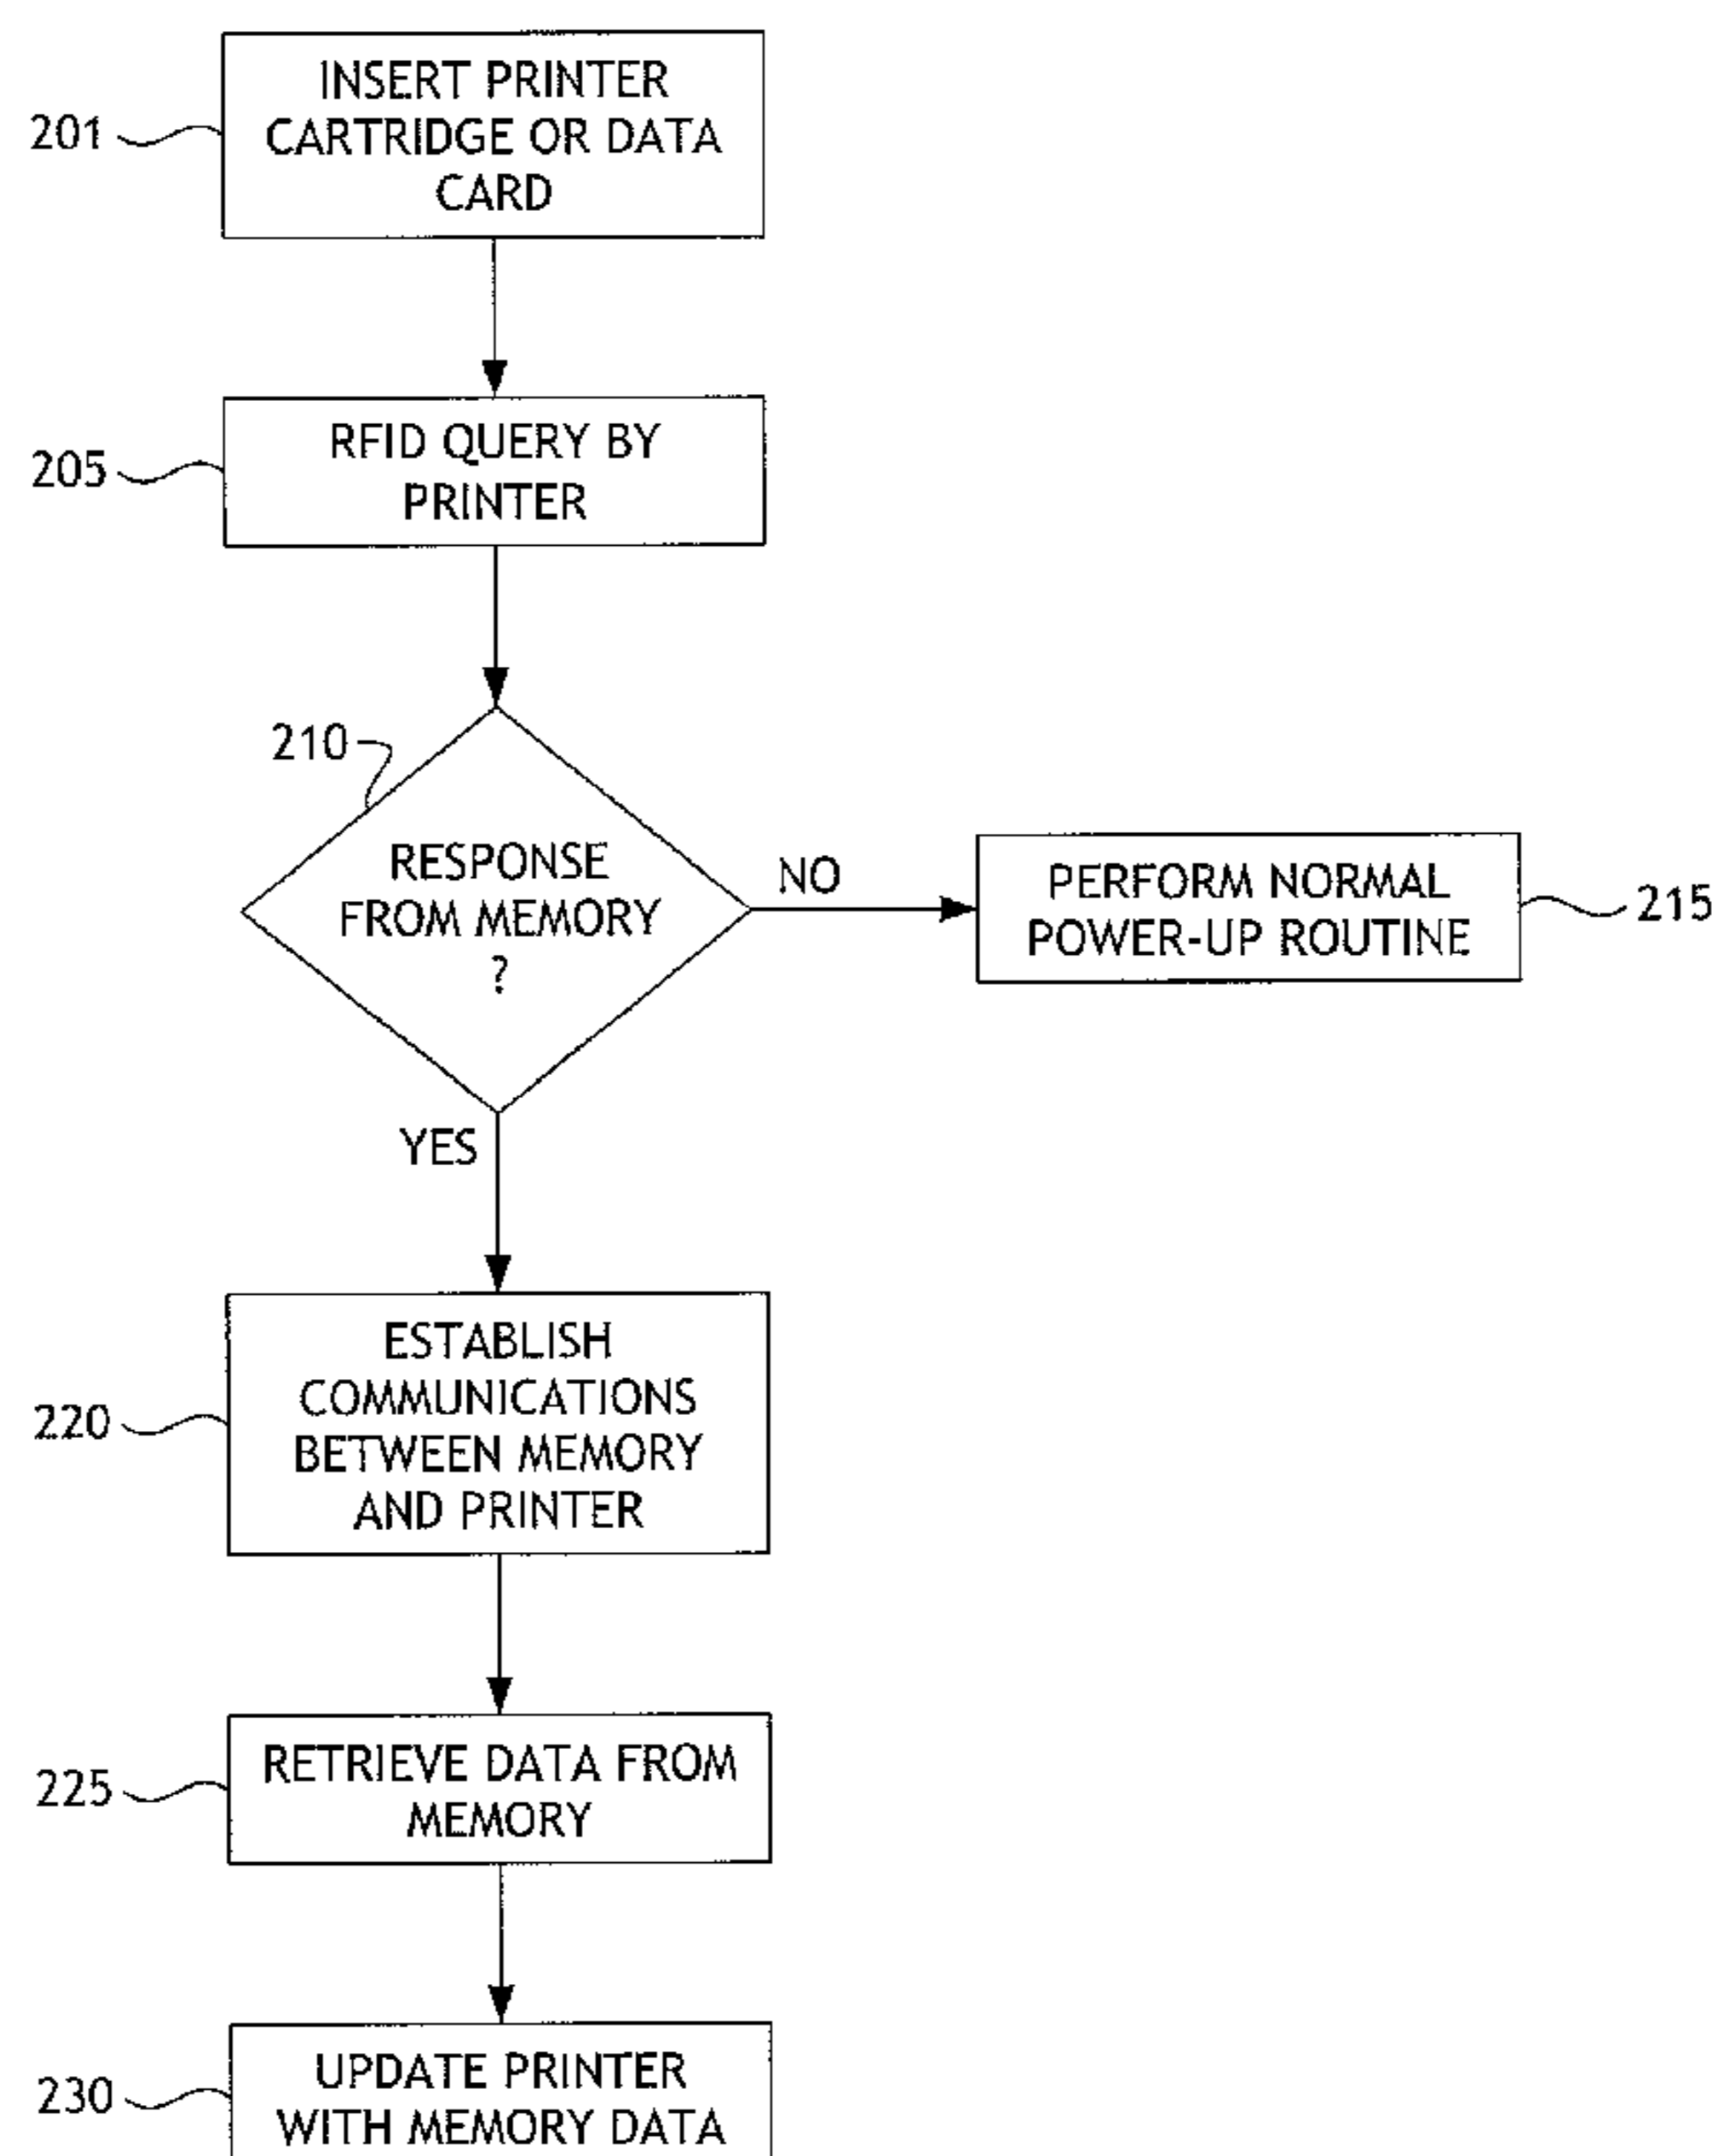 INSERT PRINTER
CARTRIDGE OR DATA
CARD
201
RFID QUERY BY
PRINTER
205
210
RESPONSE
FROM MEMORY
?
NO
PERFORM NORMAL
POWER-UP ROUTINE
215
YES
ESTABLISH
COMMUNICATIONS
BETWEEN MEMORY
AND PRINTER
220
RETRIEVE DATA FROM
MEMORY
225
UPDATE PRINTER
WITH MEMORY DATA
230